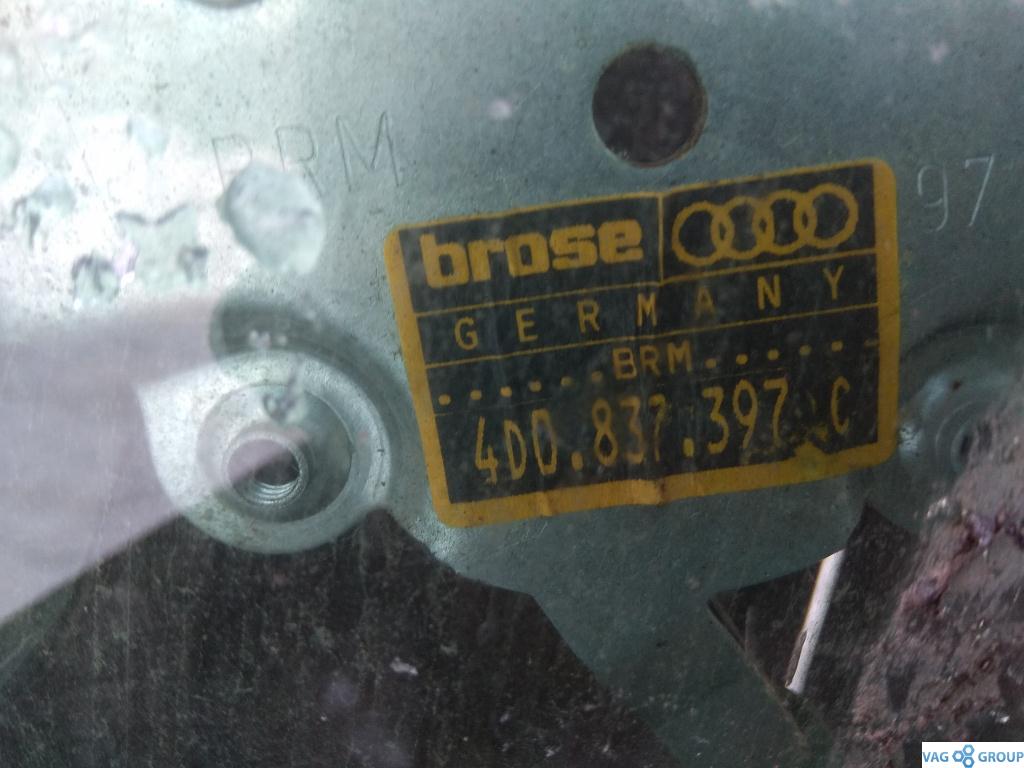 BRM
97
brose
GERMANY
.....BRM......
4D0.837.397 C
VAG GROUP